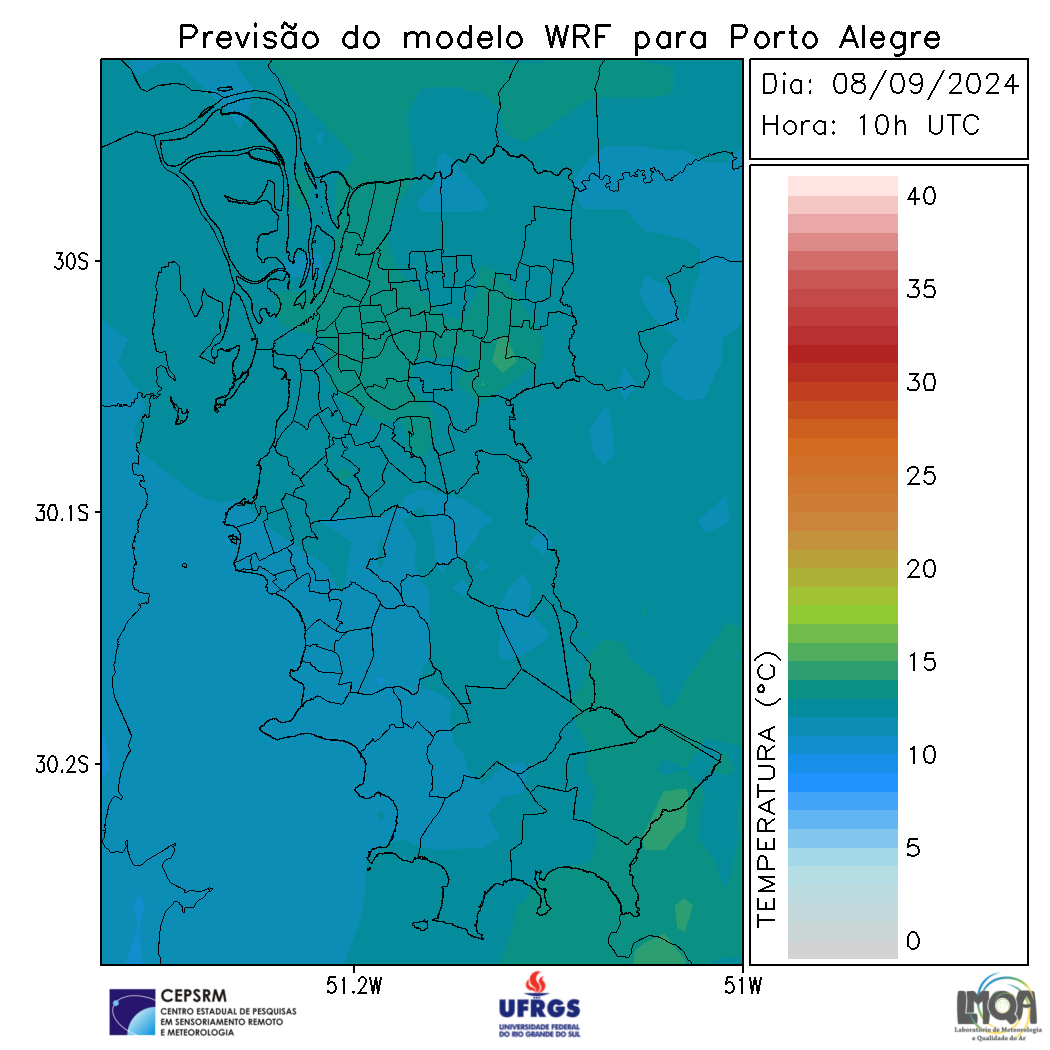 Previsão do modelo WRF para Porto Alegre
Dia: 08/09/2024
Hora: 10h UTC
40
35
30
25
20
15
10
5
0
TEMPERATURA (°C)
30S
30.1S
30.2S
51.2W
51W
CEPSRM
CENTRO ESTADUAL DE PESQUISAS
EM SENSORIAMENTO REMOTO
E METEOROLOGIA
UFRGS
UNIVERSIDADE FEDERAL
DO RIO GRANDE DO SUL
LMQA
Laboratório de Meteorologia
e Qualidade do Ar